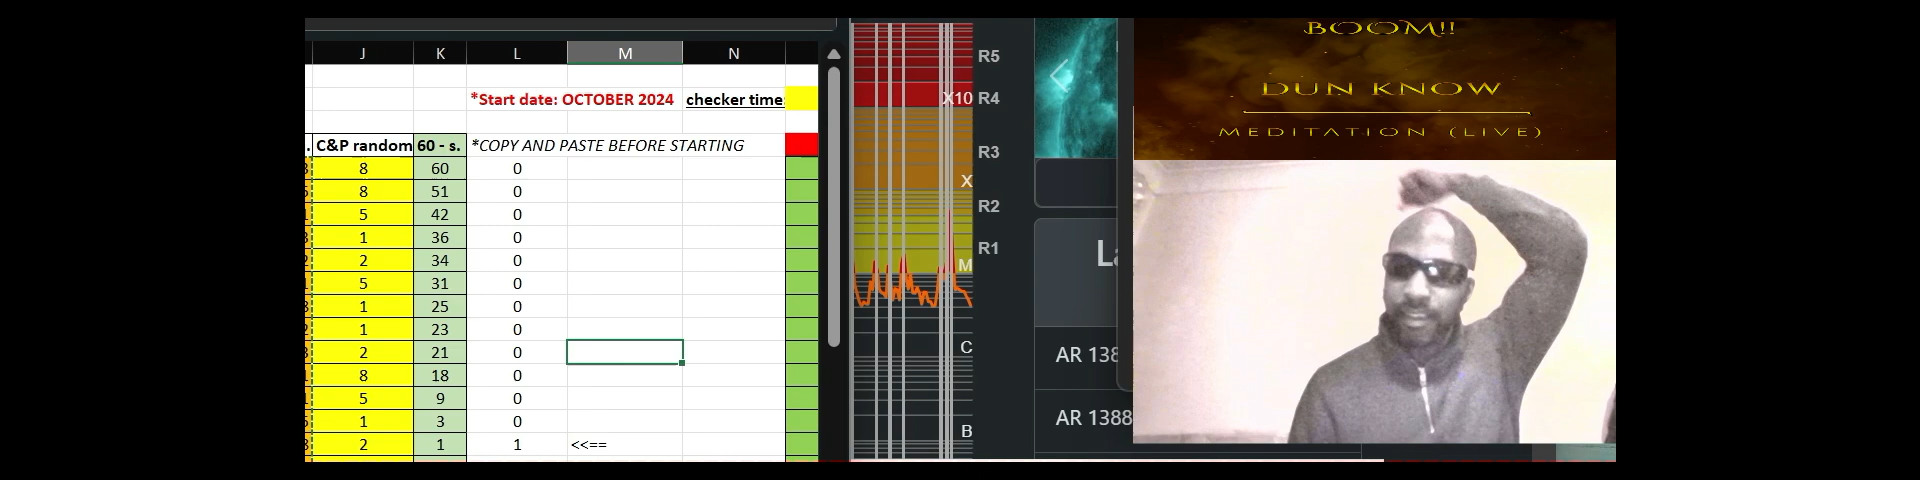 J K L M N
*Start date: OCTOBER 2024 checker time:
C&P random 60 - s. *COPY AND PASTE BEFORE STARTING
8 60 0
8 51 0
5 42 0
1 36 0
2 34 0
5 31 0
1 25 0
1 23 0
2 21 0
8 18 0
5 9 0
1 3 0
2 1 1 <<==
R5
X10 R4
R3
X
R2
R1
M
C
B
AR 138
AR 1388
BOOM!!
DUN KNOW
MEDITATION (LIVE)